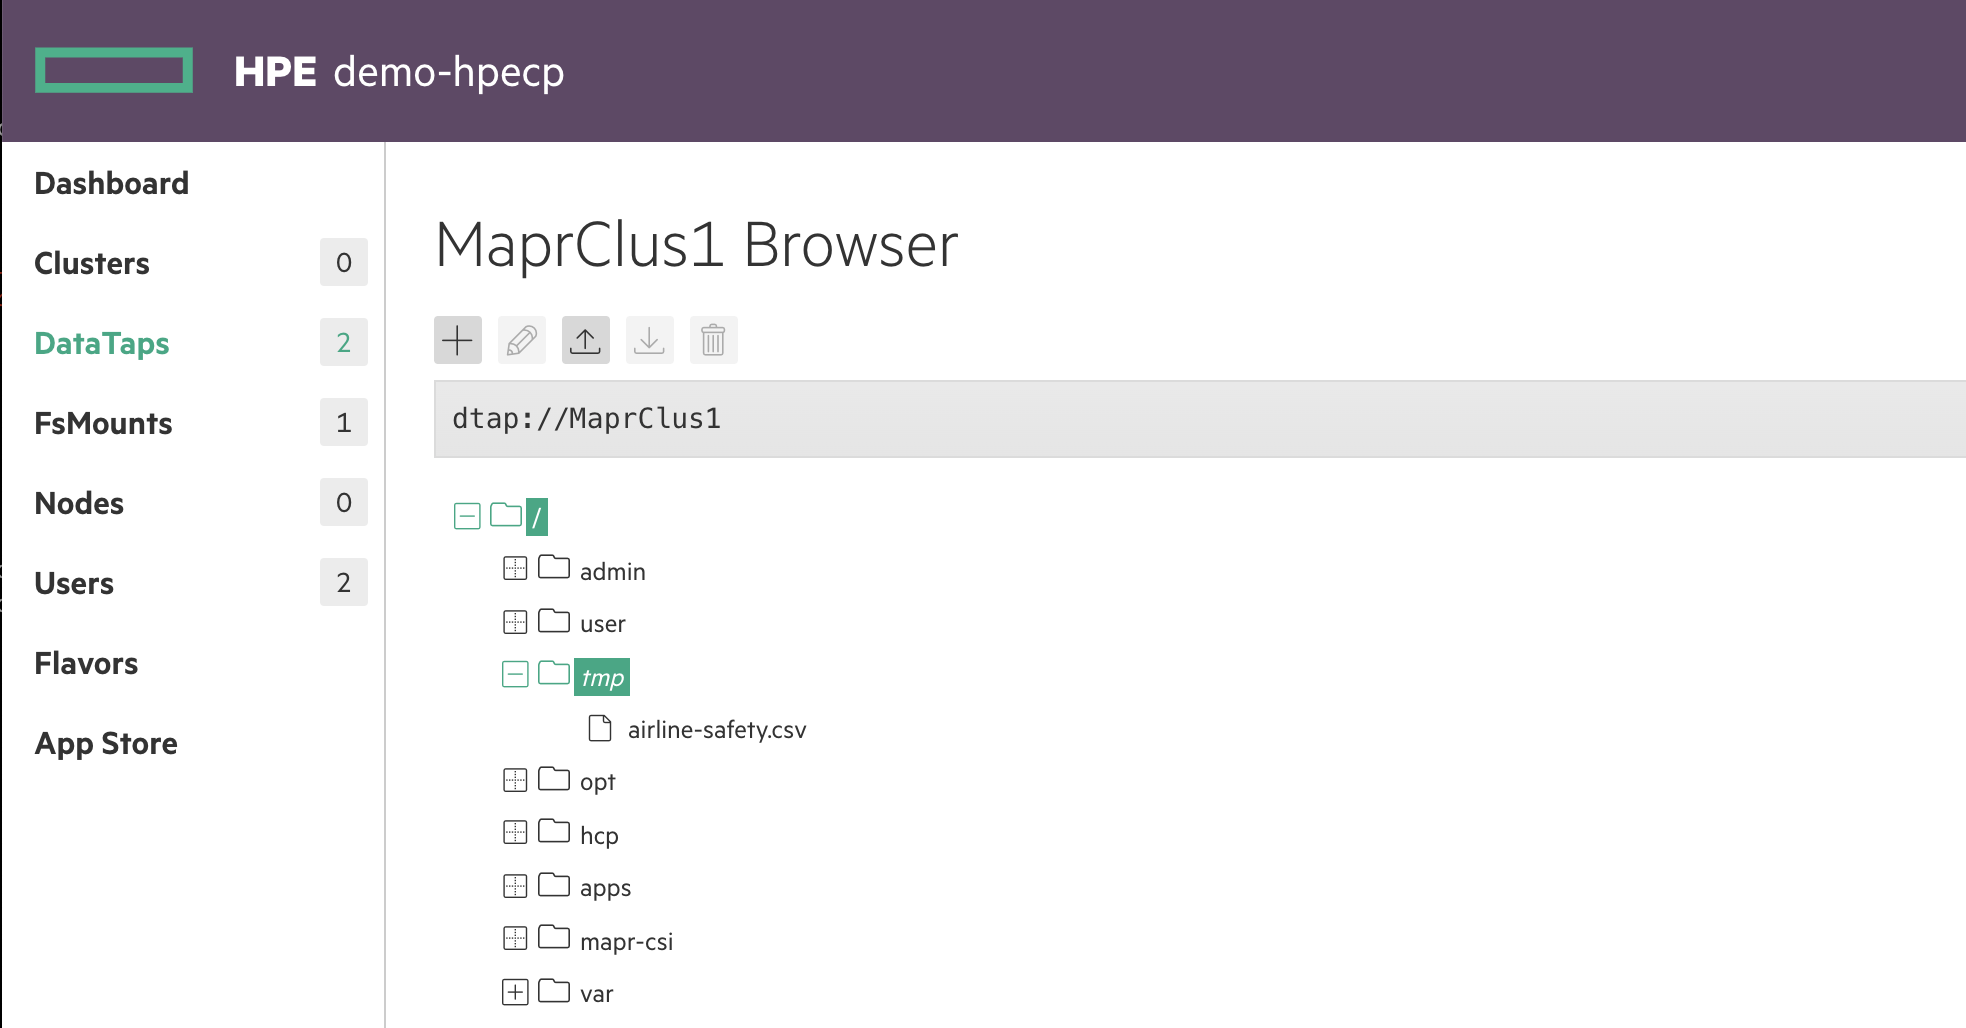 HPE demo-hpecp
Dashboard
Clusters 0
DataTaps 2
FsMounts 1
Nodes 0
Users 2
Flavors
App Store
MaprClus1 Browser
dtap://MaprClus1
/
admin
user
tmp
airline-safety.csv
opt
hcp
apps
mapr-csi
var